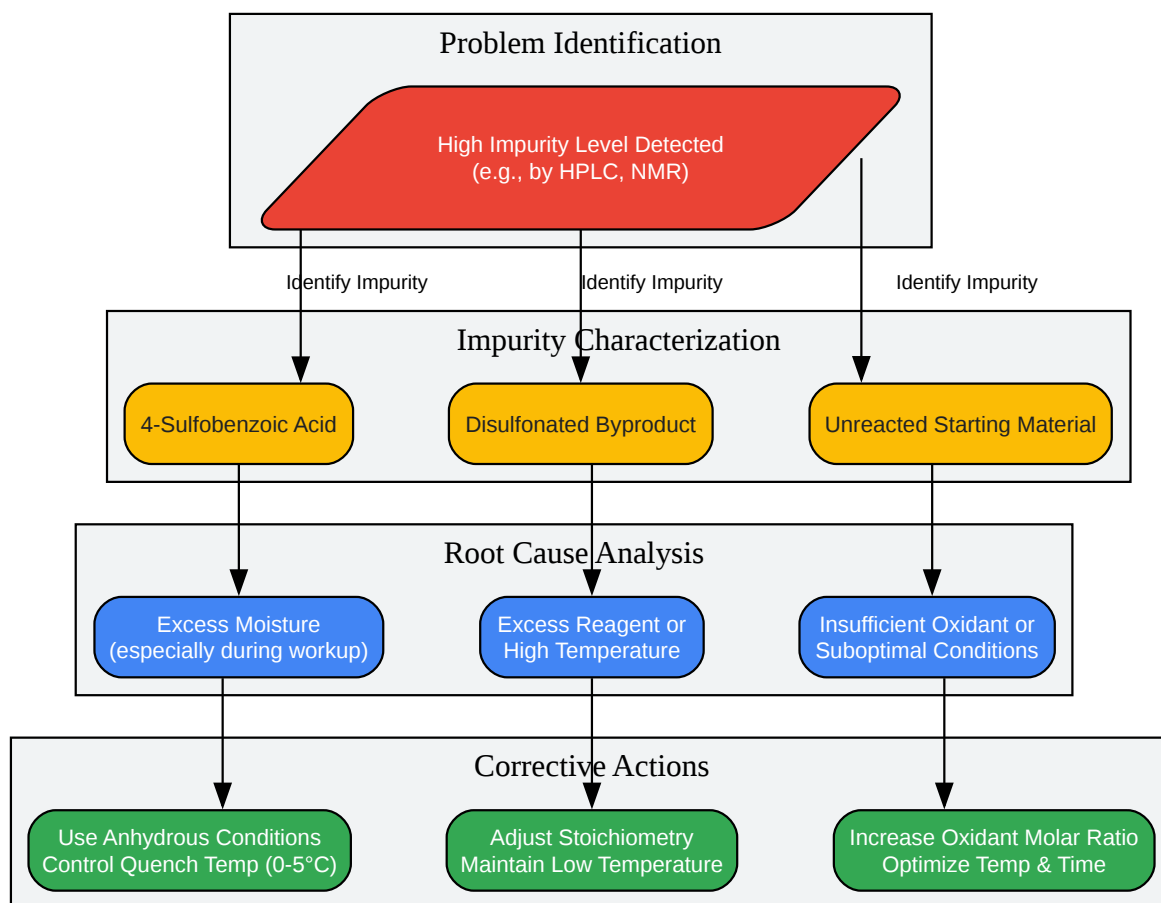 Problem Identification
High Impurity Level Detected
(e.g., by HPLC, NMR)
Identify Impurity
Identify Impurity
Identify Impurity
Impurity Characterization
4-Sulfobenzoic Acid
Disulfonated Byproduct
Unreacted Starting Material
Root Cause Analysis
Excess Moisture
(especially during workup)
Excess Reagent or
High Temperature
Insufficient Oxidant or
Suboptimal Conditions
Corrective Actions
Use Anhydrous Conditions
Control Quench Temp (0-5°C)
Adjust Stoichiometry
Maintain Low Temperature
Increase Oxidant Molar Ratio
Optimize Temp & Time